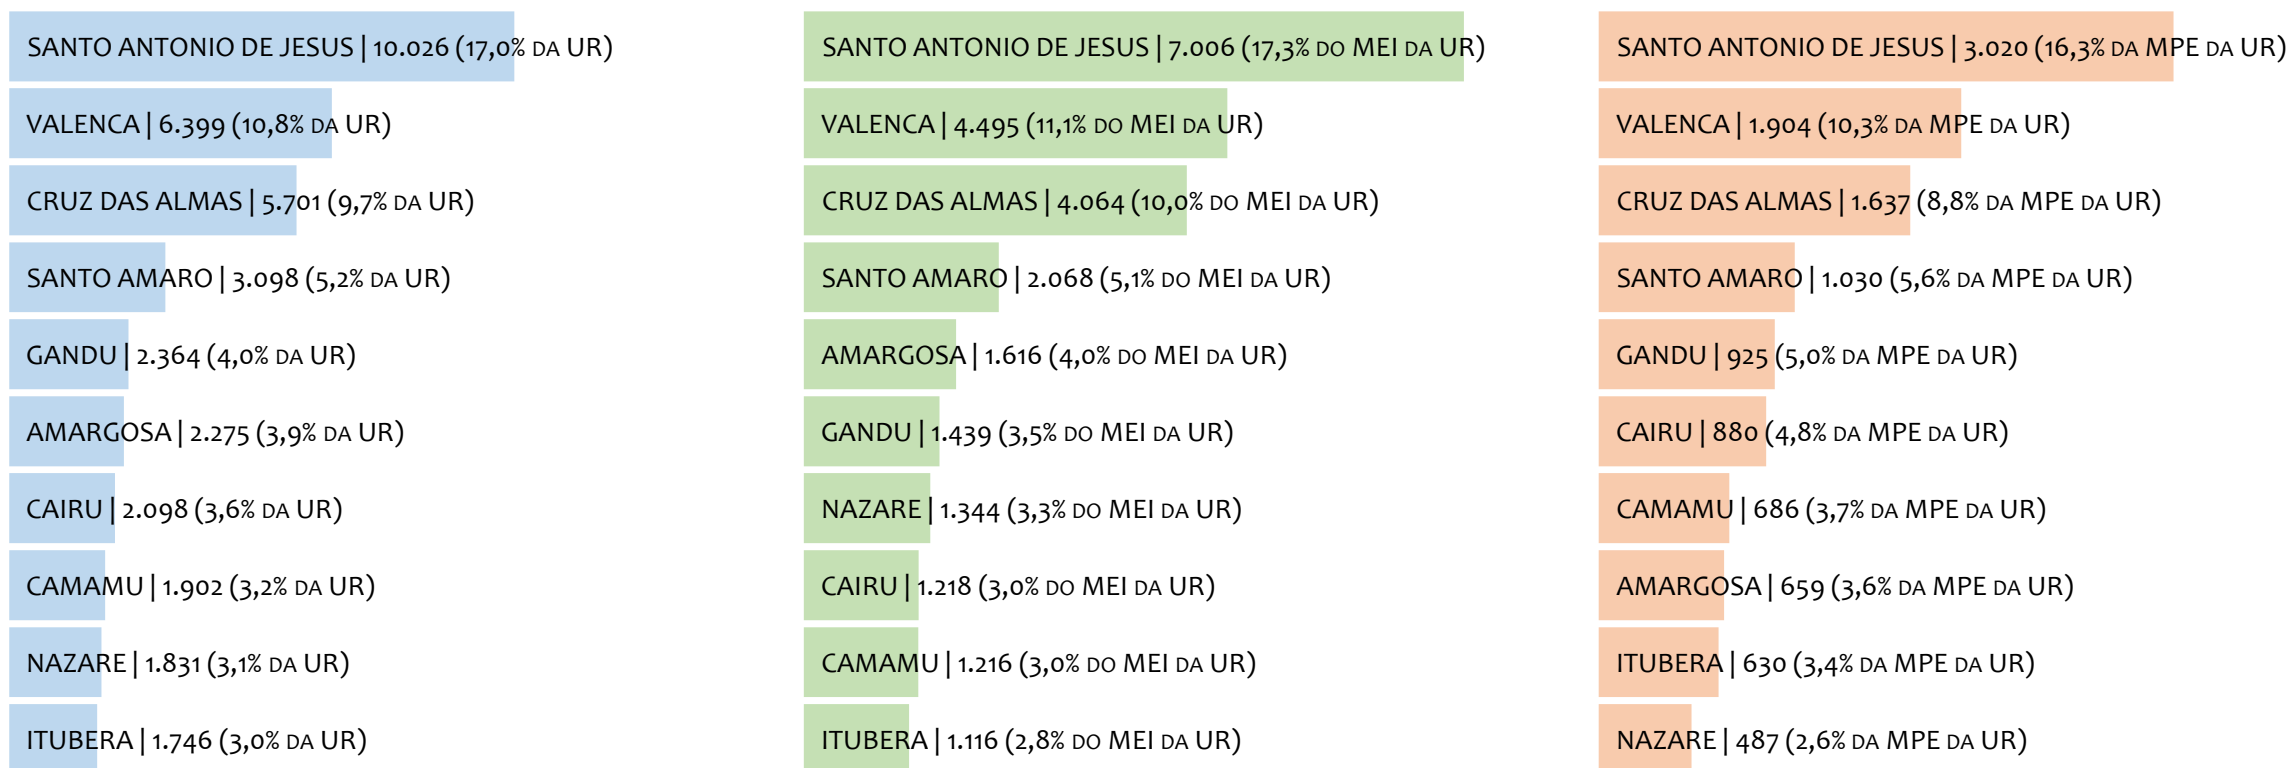 SANTO ANTONIO DE JESUS | 10.026 (17,0% DA UR)
VALENCA | 6.399 (10,8% DA UR)
CRUZ DAS ALMAS | 5.701 (9,7% DA UR)
SANTO AMARO | 3.098 (5,2% DA UR)
GANDU | 2.364 (4,0% DA UR)
AMARGOSA | 2.275 (3,9% DA UR)
CAIRU | 2.098 (3,6% DA UR)
CAMAMU | 1.902 (3,2% DA UR)
NAZARE | 1.831 (3,1% DA UR)
ITUBERA | 1.746 (3,0% DA UR)
SANTO ANTONIO DE JESUS | 7.006 (17,3% DO MEI DA UR)
VALENCA | 4.495 (11,1% DO MEI DA UR)
CRUZ DAS ALMAS | 4.064 (10,0% DO MEI DA UR)
SANTO AMARO | 2.068 (5,1% DO MEI DA UR)
AMARGOSA | 1.616 (4,0% DO MEI DA UR)
GANDU | 1.439 (3,5% DO MEI DA UR)
NAZARE | 1.344 (3,3% DO MEI DA UR)
CAIRU | 1.218 (3,0% DO MEI DA UR)
CAMAMU | 1.216 (3,0% DO MEI DA UR)
ITUBERA | 1.116 (2,8% DO MEI DA UR)
SANTO ANTONIO DE JESUS | 3.020 (16,3% DA MPE DA UR)
VALENCA | 1.904 (10,3% DA MPE DA UR)
CRUZ DAS ALMAS | 1.637 (8,8% DA MPE DA UR)
SANTO AMARO | 1.030 (5,6% DA MPE DA UR)
GANDU | 925 (5,0% DA MPE DA UR)
CAIRU | 880 (4,8% DA MPE DA UR)
CAMAMU | 686 (3,7% DA MPE DA UR)
AMARGOSA | 659 (3,6% DA MPE DA UR)
ITUBERA | 630 (3,4% DA MPE DA UR)
NAZARE | 487 (2,6% DA MPE DA UR)